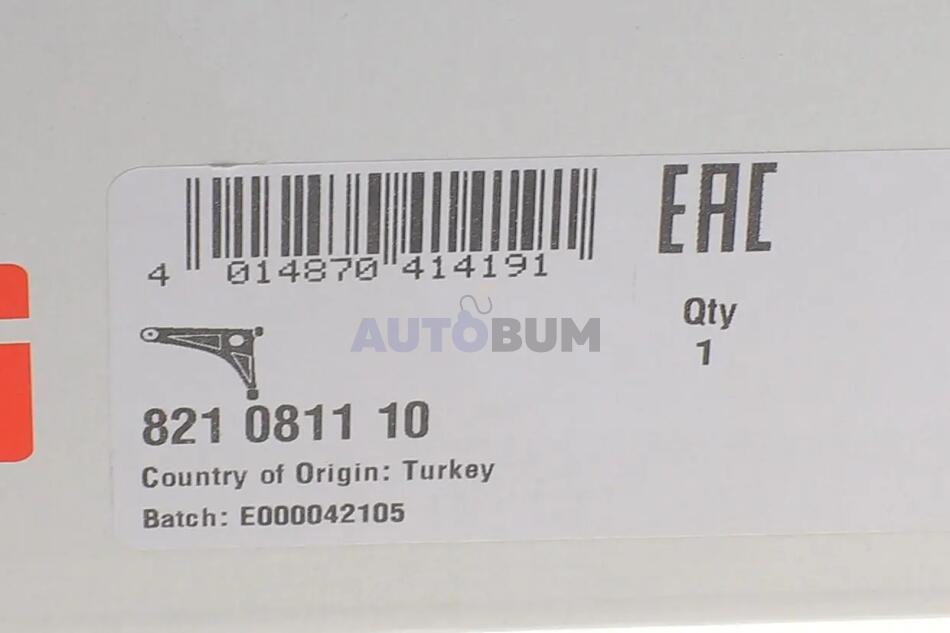 EAC
4 014870 414191
Qty
1
AUTOBUM
821 0811 10
Country of Origin: Turkey
Batch: E000042105